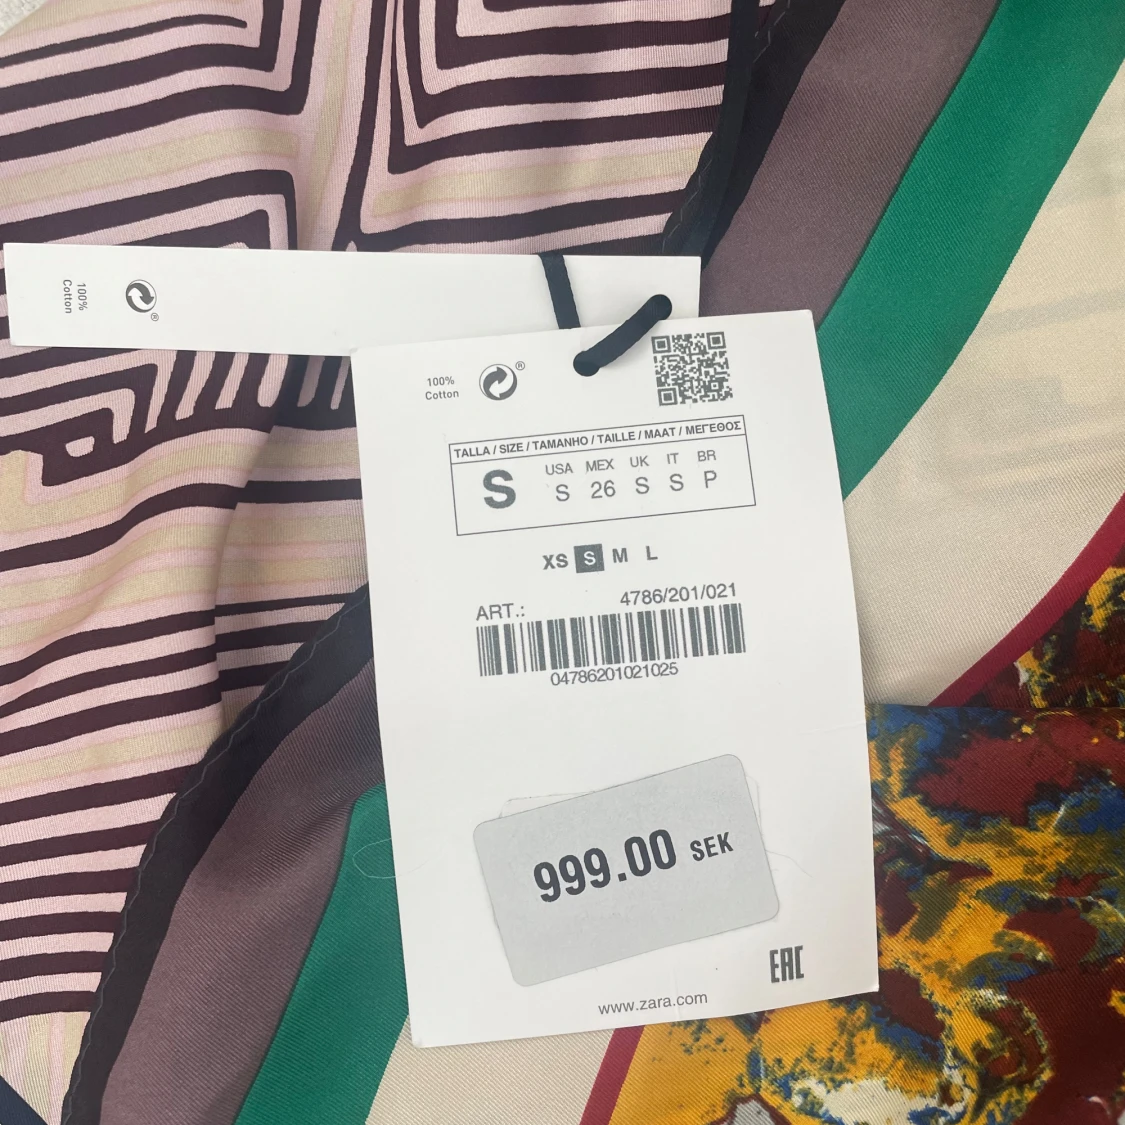 100%
Cotton
®
100%
Cotton
®
TALLA / SIZE / TAMANHO / TAILLE / MAAT / ΜΕΓΕΘΟΣ
S
USA MEX UK IT BR
S 26 S S P
XS S M L
ART.: 4786/201/021
04786201021025
999.00 SEK
EAC
www.zara.com